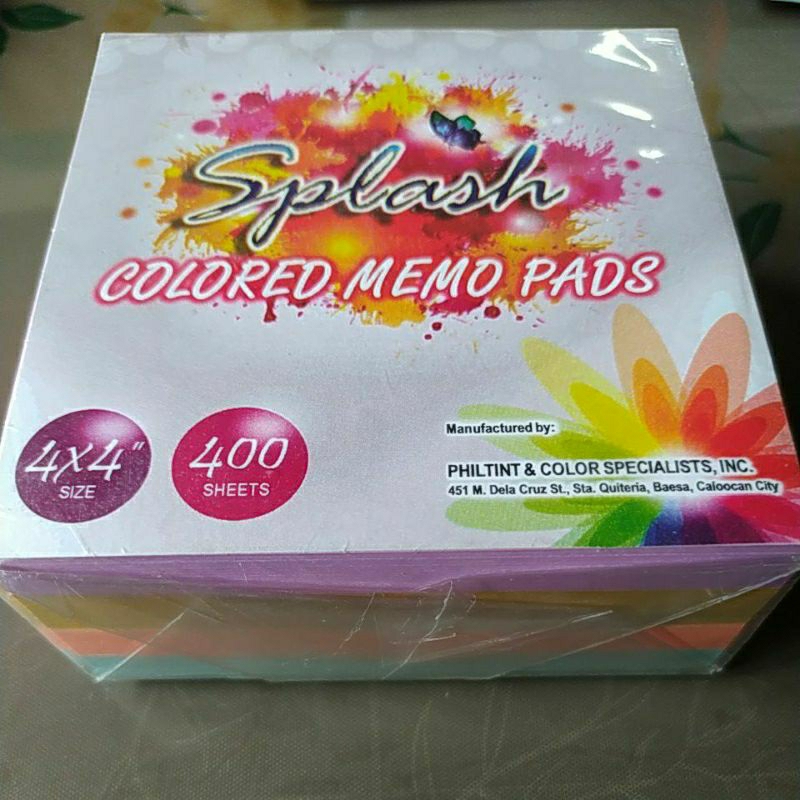 Splash
COLORED MEMO PADS
4x4"
SIZE
400
SHEETS
Manufactured by:
PHILTINT & COLOR SPECIALISTS, INC.
451 M. Dela Cruz St., Sta. Quiteria, Baesa, Caloocan City